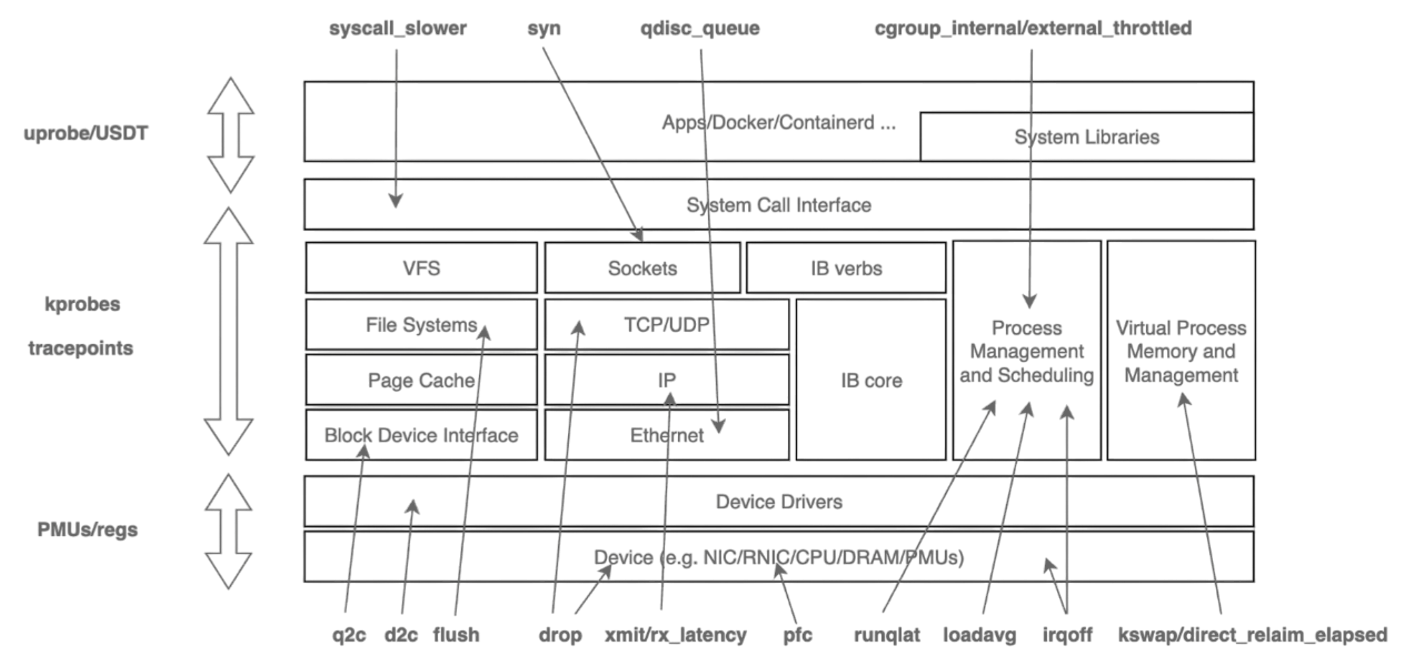 syscall_slower
syn
qdisc_queue
cgroup_internal/external_throttled
uprobe/USDT
Apps/Docker/Containerd ...
System Libraries
System Call Interface
kprobes
tracepoints
VFS
Sockets
IB verbs
File Systems
TCP/UDP
Page Cache
IP
IB core
Block Device Interface
Ethernet
Process
Management
and Scheduling
Virtual Process
Memory and
Management
PMUs/regs
Device Drivers
Device (e.g. NIC/RNIC/CPU/DRAM/PMUs)
q2c
d2c
flush
drop
xmit/rx_latency
pfc
runqlat
loadavg
irqoff
kswap/direct_relaim_elapsed